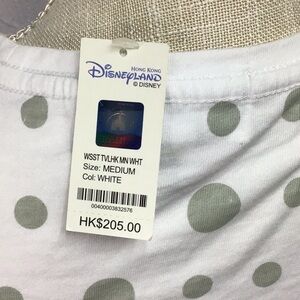 HONG KONG
DISNEYLAND
© DISNEY
WSST TVLHK MN WHT
Size: MEDIUM
Col: WHITE
00400003832576
HK$205.00